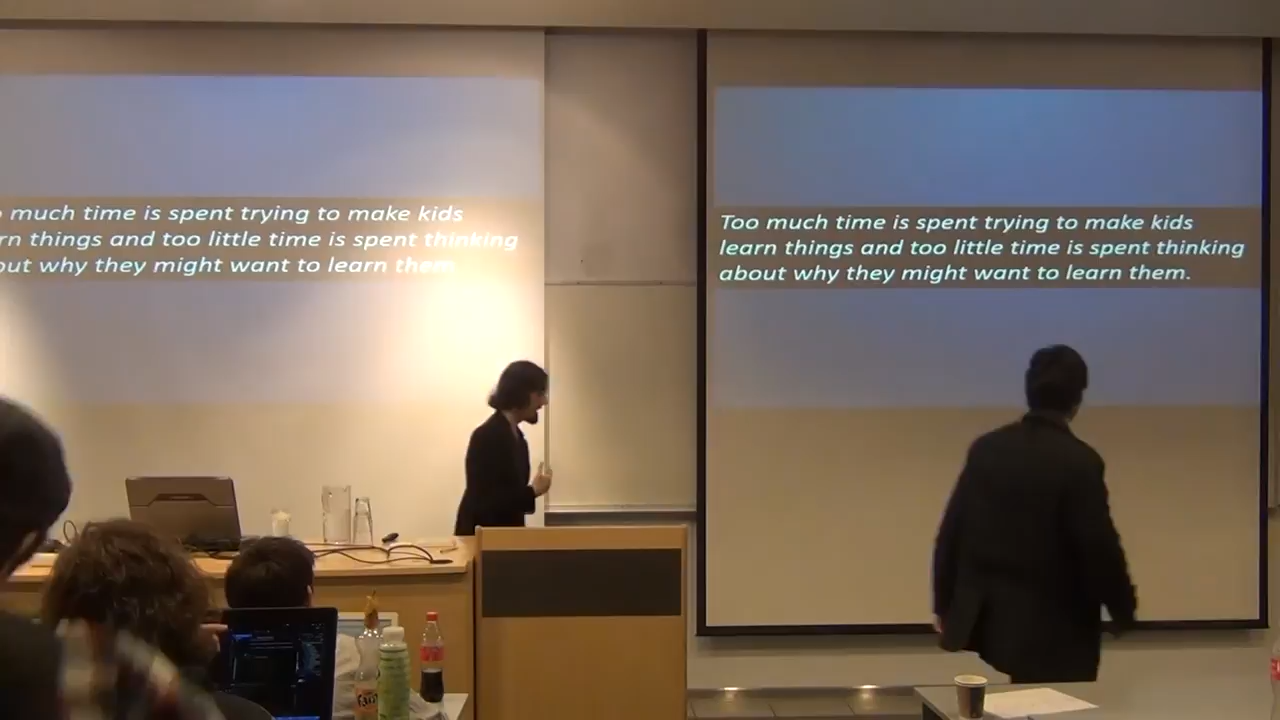 much time is spent trying to make kids
things and too little time is spent thinking
why they might want to learn them.
Too much time is spent trying to make kids
learn things and too little time is spent thinking
about why they might want to learn them.